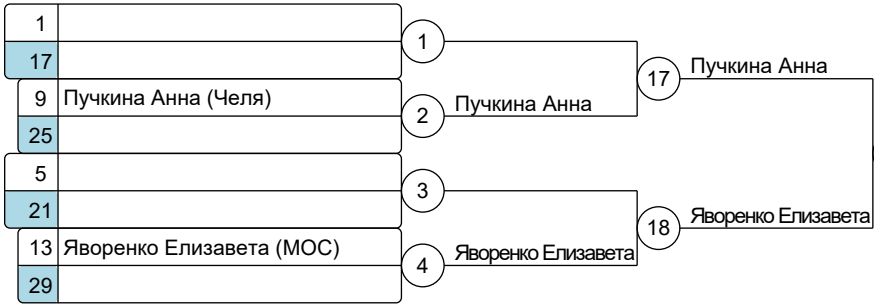 1
17
1
9 Пучкина Анна (Челя)
25
2
Пучкина Анна
17
Пучкина Анна
5
21
3
13 Яворенко Елизавета (МОС)
29
4
Яворенко Елизавета
18
Яворенко Елизавета